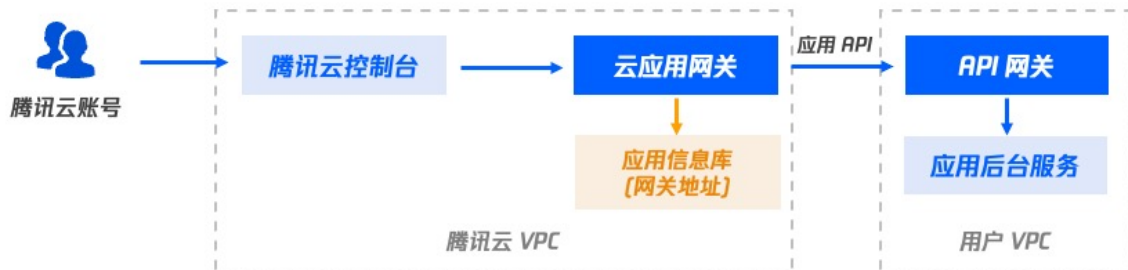 腾讯云账号
腾讯云控制台
云应用网关
应用信息库
(网关地址)
腾讯云 VPC
应用 API
API 网关
应用后台服务
用户 VPC